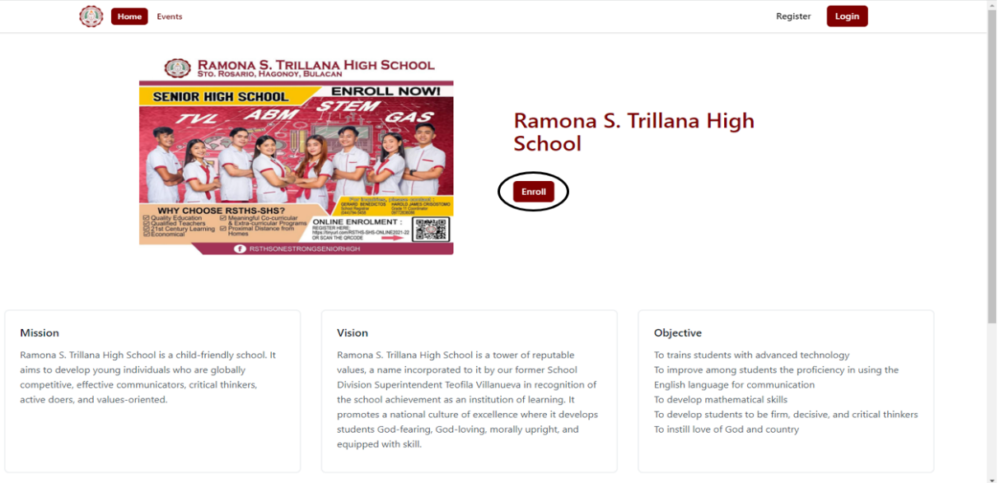 Home
Events
Register
Login
RAMONA S. TRILLANA HIGH SCHOOL
STO. ROSARIO, HAGONOY, BULACAN
SENIOR HIGH SCHOOL
ENROLL NOW!
TVL ABM STEM GAS
For inquiries, please contact :
GERARD BENEDICTOS
School Registrar
HAROLD JAMES CRISOSTOMO
Grade 11 Coordinator
WHY CHOOSE RSTHS-SHS?
Quality Education
Qualified Teachers
21st Century Learning
Economical
Meaningful Co-curricular
& Extra-curricular Programs
Proximal Distance from
Homes
ONLINE ENROLMENT :
REGISTER HERE:
https://tinyurl.com/RSTHS-SHS-ONLINE2021-22
OR SCAN THE QRCODE
RSTHSONESTRONGSENIORHIGH
Ramona S. Trillana High
School
Enroll
Mission
Ramona S. Trillana High School is a child-friendly school. It
aims to develop young individuals who are globally
competitive, effective communicators, critical thinkers,
active doers, and values-oriented.
Vision
Ramona S. Trillana High School is a tower of reputable
values, a name incorporated to it by our former School
Division Superintendent Teofila Villanueva in recognition of
the school achievement as an institution of learning. It
promotes a national culture of excellence where it develops
students God-fearing, God-loving, morally upright, and
equipped with skill.
Objective
To trains students with advanced technology
To improve among students the proficiency in using the
English language for communication
To develop mathematical skills
To develop students to be firm, decisive, and critical thinkers
To instill love of God and country